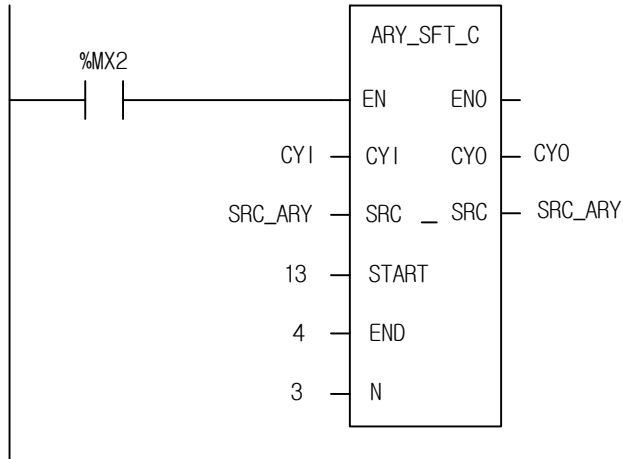 ARY_SFT_C
%MX2
EN ENO
CYI CYI CYO CYO
SRC_ARY SRC _ SRC SRC_ARY
13 START
4 END
3 N